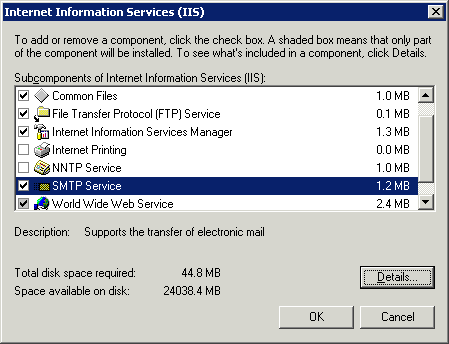 Internet Information Services (IIS)
To add or remove a component, click the check box. A shaded box means that only part
of the component will be installed. To see what's included in a component, click Details.
Subcomponents of Internet Information Services (IIS):
Common Files 1.0 MB
File Transfer Protocol (FTP) Service 0.1 MB
Internet Information Services Manager 1.3 MB
Internet Printing 0.0 MB
NNTP Service 1.0 MB
SMTP Service 1.2 MB
World Wide Web Service 2.4 MB
Description: Supports the transfer of electronic mail
Total disk space required: 44.8 MB
Details...
Space available on disk: 24038.4 MB
OK Cancel